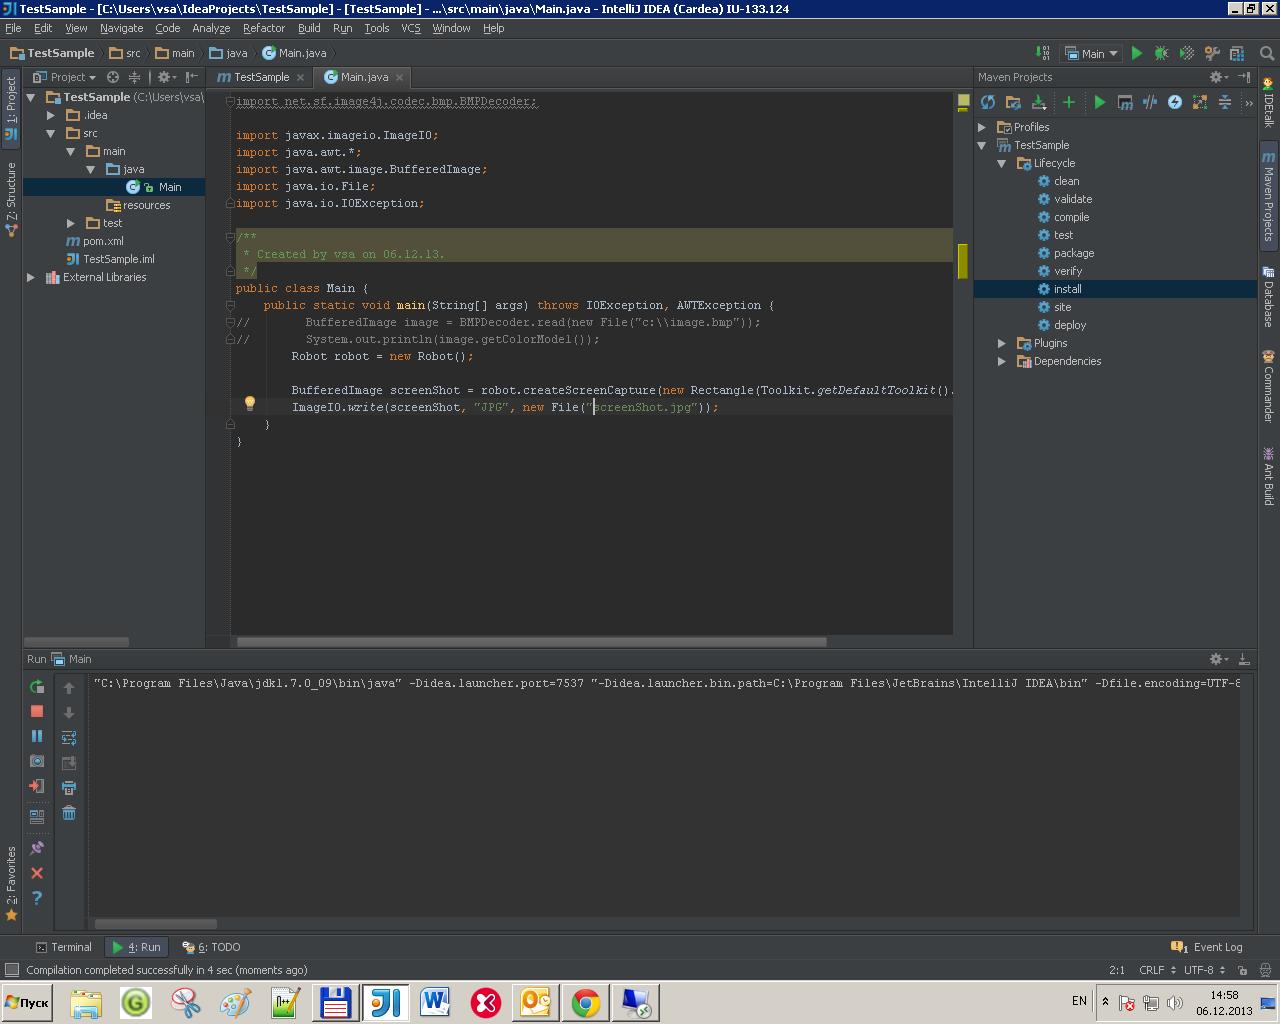 TestSample - [C:\Users\vsa\IdeaProjects\TestSample] - [TestSample] - ...\src\main\java\Main.java - IntelliJ IDEA (Cardea) IU-133.124
File Edit View Navigate Code Analyze Refactor Build Run Tools VCS Window Help
TestSample src main java Main.java
Main
Project
TestSample
Main.java
Maven Projects
1: Project
Z: Structure
2: Favorites
TestSample (C:\Users\vsa\
.idea
src
main
java
Main
resources
test
pom.xml
TestSample.iml
External Libraries
import net.sf.image4j.codec.bmp.BMPDecoder;
import javax.imageio.ImageIO;
import java.awt.*;
import java.awt.image.BufferedImage;
import java.io.File;
import java.io.IOException;
/**
* Created by vsa on 06.12.13.
*/
public class Main {
public static void main(String[] args) throws IOException, AWTException {
// BufferedImage image = BMPDecoder.read(new File("c:\\image.bmp"));
// System.out.println(image.getColorModel());
Robot robot = new Robot();
BufferedImage screenShot = robot.createScreenCapture(new Rectangle(Toolkit.getDefaultToolkit().
ImageIO.write(screenShot, "JPG", new File("screenShot.jpg"));
}
}
Profiles
TestSample
Lifecycle
clean
validate
compile
test
package
verify
install
site
deploy
Plugins
Dependencies
IDEtalk
Maven Projects
Database
Commander
Ant Build
Run Main
"C:\Program Files\Java\jdk1.7.0_09\bin\java" -Didea.launcher.port=7537 "-Didea.launcher.bin.path=C:\Program Files\JetBrains\IntelliJ IDEA\bin" -Dfile.encoding=UTF-8
Terminal 4: Run 6: TODO
Event Log
Compilation completed successfully in 4 sec (moments ago)
2:1 CRLF UTF-8
Пуск
EN
14:58
06.12.2013